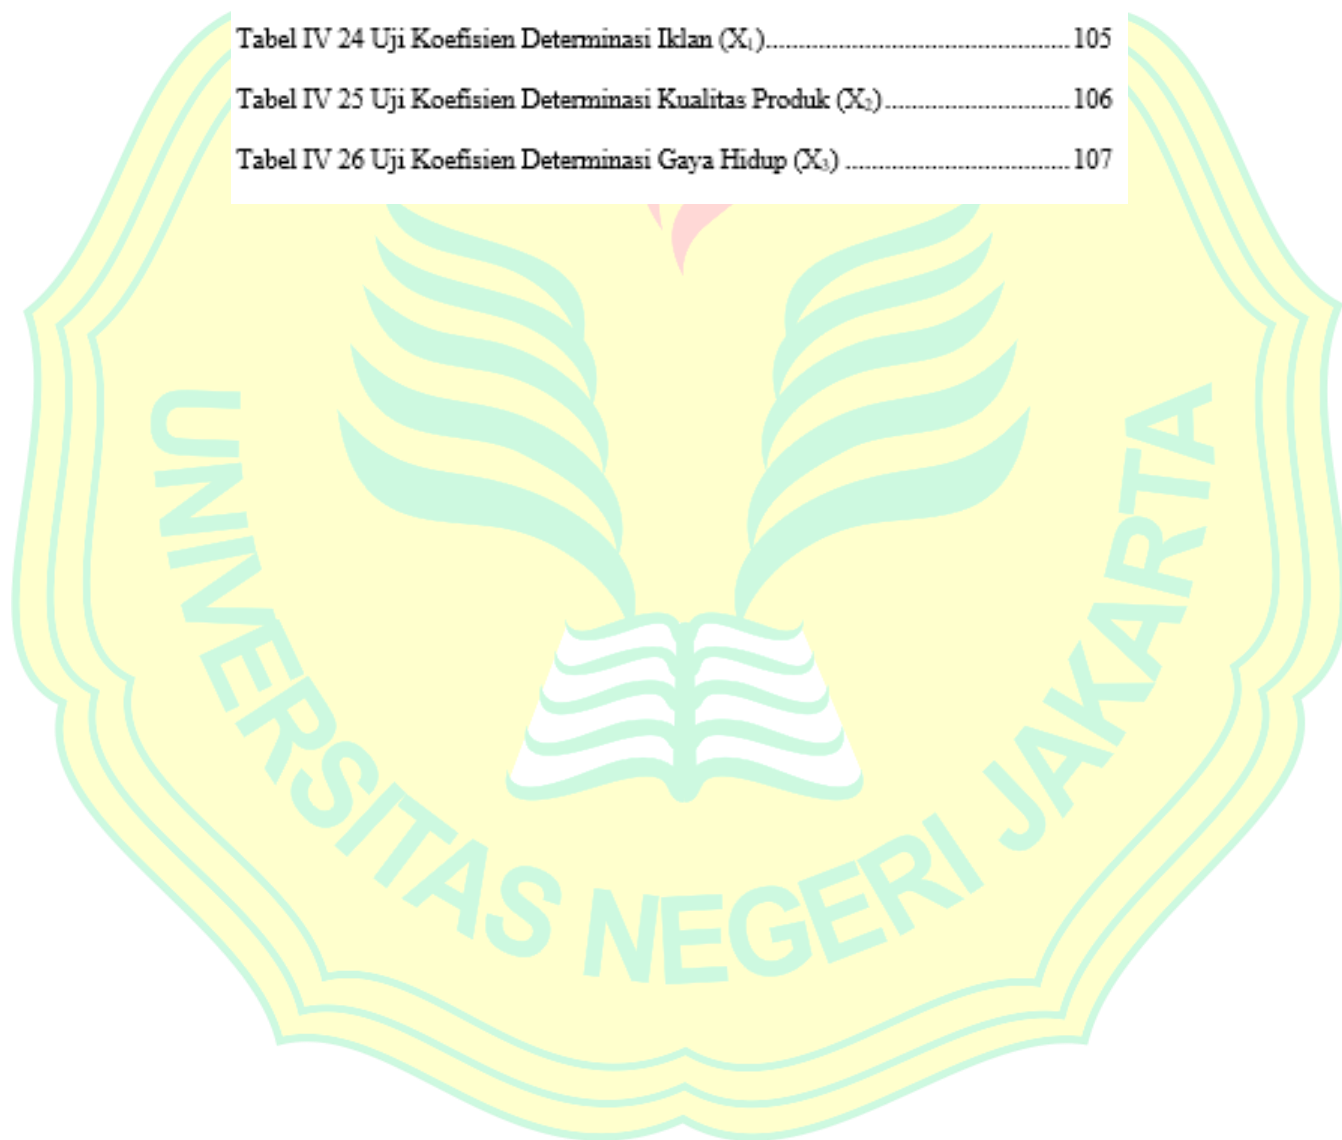 Tabel IV 24 Uji Koefisien Determinasi Iklan (X₁).............................................. 105
Tabel IV 25 Uji Koefisien Determinasi Kualitas Produk (X₂)............................ 106
Tabel IV 26 Uji Koefisien Determinasi Gaya Hidup (X₃) .................................. 107
UNIVERSITAS NEGERI JAKARTA